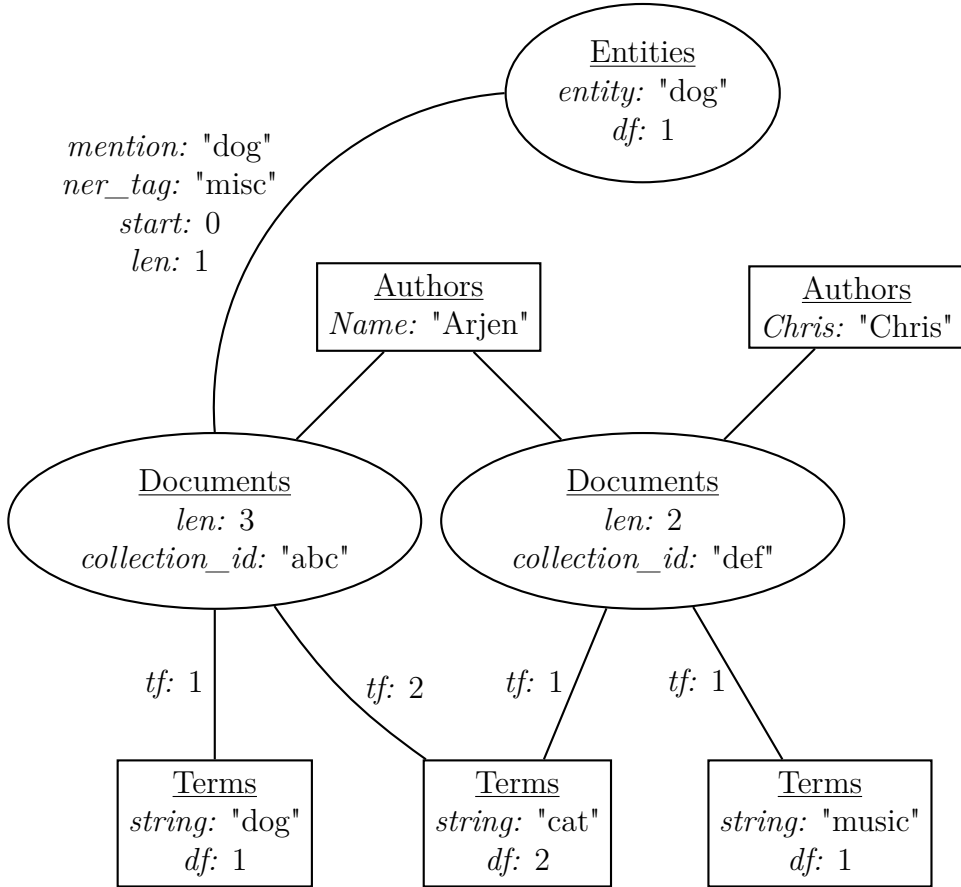 Entities
entity: "dog"
df: 1
mention: "dog"
ner_tag: "misc"
start: 0
len: 1
Authors
Name: "Arjen"
Authors
Chris: "Chris"
Documents
len: 3
collection_id: "abc"
Documents
len: 2
collection_id: "def"
tf: 1
tf: 2
tf: 1
tf: 1
Terms
string: "dog"
df: 1
Terms
string: "cat"
df: 2
Terms
string: "music"
df: 1